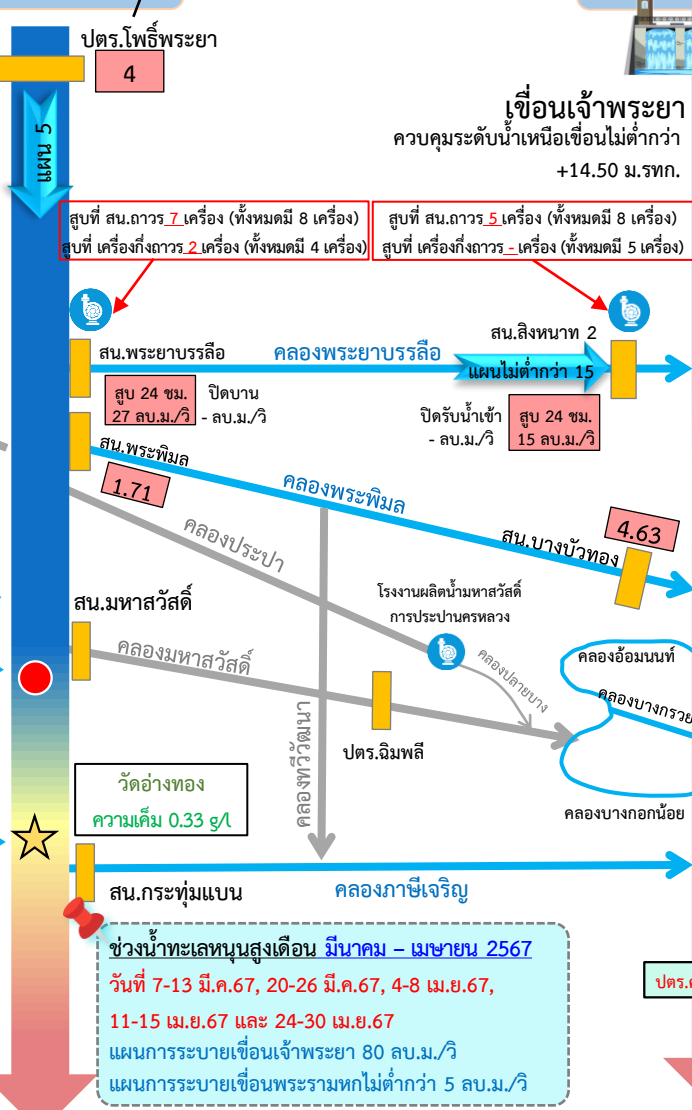 ปตร.โพธิ์พระยา
4
แผน 5
เขื่อนเจ้าพระยา
ควบคุมระดับน้ำเหนือเขื่อนไม่ต่ำกว่า
+14.50 ม.รทก.
สูบที่ สน.ถาวร 7 เครื่อง (ทั้งหมดมี 8 เครื่อง)
สูบที่ เครื่องกึ่งถาวร 2 เครื่อง (ทั้งหมดมี 4 เครื่อง)
สูบที่ สน.ถาวร 5 เครื่อง (ทั้งหมดมี 8 เครื่อง)
สูบที่ เครื่องกึ่งถาวร - เครื่อง (ทั้งหมดมี 5 เครื่อง)
สน.พระยาบรรลือ
คลองพระยาบรรลือ
สน.สิงหนาท 2
แผนไม่ต่ำกว่า 15
สูบ 24 ชม.
27 ลบ.ม./วิ
ปิดบาน
- ลบ.ม./วิ
ปิดรับน้ำเข้า
- ลบ.ม./วิ
สูบ 24 ชม.
15 ลบ.ม./วิ
สน.พระพิมล
1.71
คลองพระพิมล
สน.บางบัวทอง
4.63
คลองประปา
โรงงานผลิตน้ำมหาสวัสดิ์
การประปานครหลวง
สน.มหาสวัสดิ์
คลองมหาสวัสดิ์
คลองปลายบาง
คลองอ้อมนนท์
คลองบางกรวย
ปตร.ฉิมพลี
คลองทวีวัฒนา
คลองบางกอกน้อย
วัดอ่างทอง
ความเค็ม 0.33 g/l
สน.กระทุ่มแบน
คลองภาษีเจริญ
ช่วงน้ำทะเลหนุนสูงเดือน มีนาคม – เมษายน 2567
วันที่ 7-13 มี.ค.67, 20-26 มี.ค.67, 4-8 เม.ย.67,
11-15 เม.ย.67 และ 24-30 เม.ย.67
แผนการระบายเขื่อนเจ้าพระยา 80 ลบ.ม./วิ
แผนการระบายเขื่อนพระรามหกไม่ต่ำกว่า 5 ลบ.ม./วิ